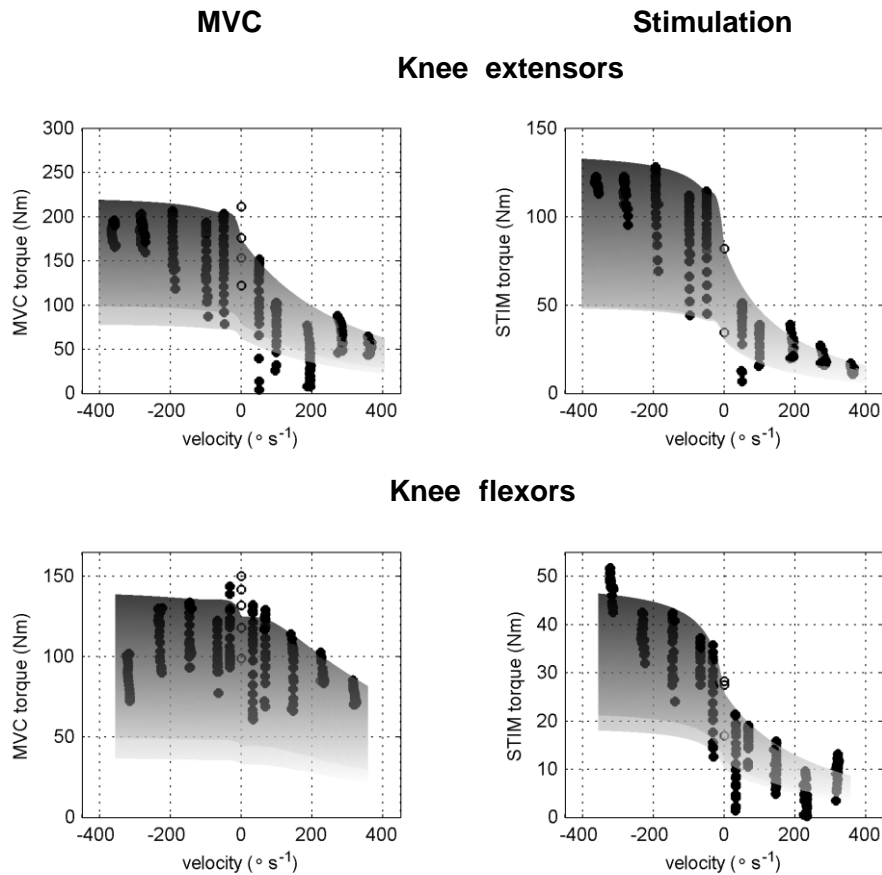 MVC
Stimulation
Knee extensors
300
250
200
150
100
50
0
MVC torque (Nm)
-400 -200 0 200 400
velocity (° s⁻¹)
150
100
50
0
STIM torque (Nm)
-400 -200 0 200 400
velocity (° s⁻¹)
Knee flexors
150
100
50
0
MVC torque (Nm)
-400 -200 0 200 400
velocity (° s⁻¹)
50
40
30
20
10
0
STIM torque (Nm)
-400 -200 0 200 400
velocity (° s⁻¹)